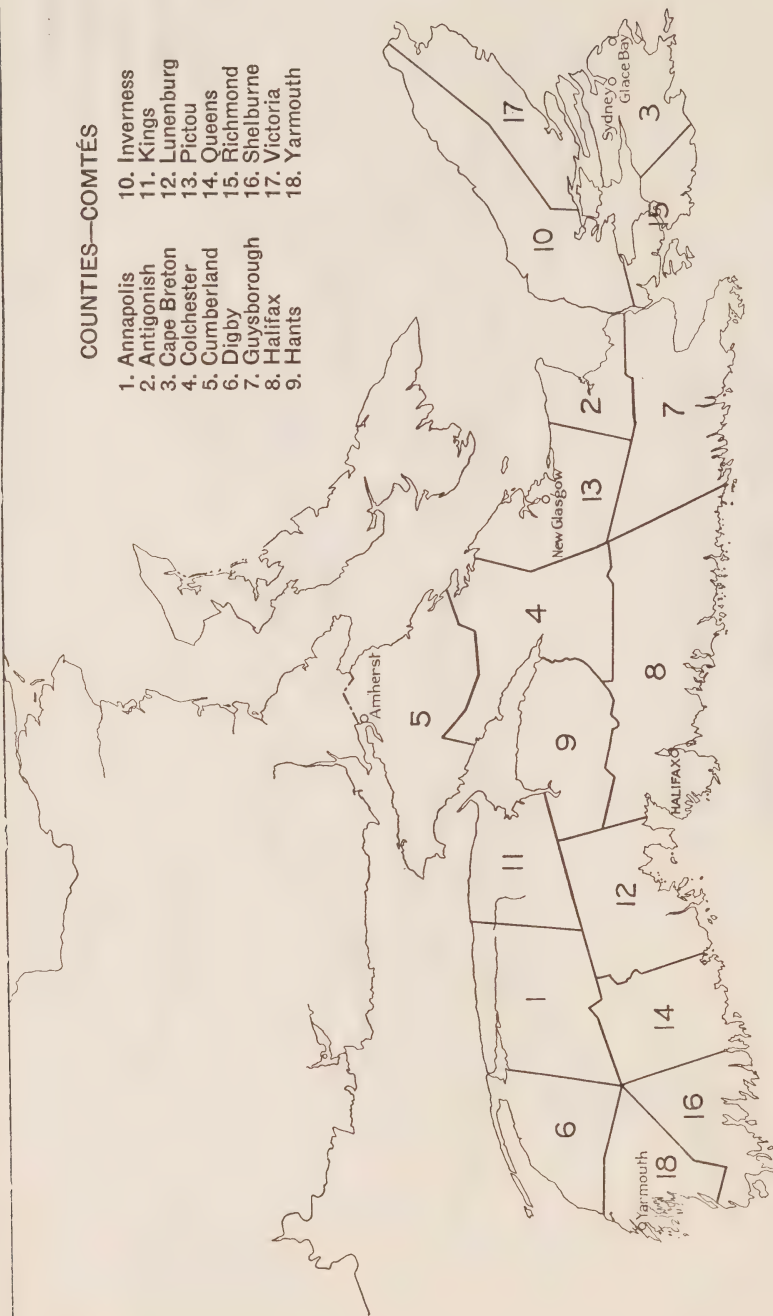 COUNTIES—COMTÉS
1. Annapolis
2. Antigonish
3. Cape Breton
4. Colchester
5. Cumberland
6. Digby
7. Guysborough
8. Halifax
9. Hants
10. Inverness
11. Kings
12. Lunenburg
13. Pictou
14. Queens
15. Richmond
16. Shelburne
17. Victoria
18. Yarmouth
17
10
Sydney
Glace Bay
3
15
Amherst
5
4
New Glasgow
13
2
7
9
8
HALIFAX
11
12
1
14
6
16
Yarmouth
18